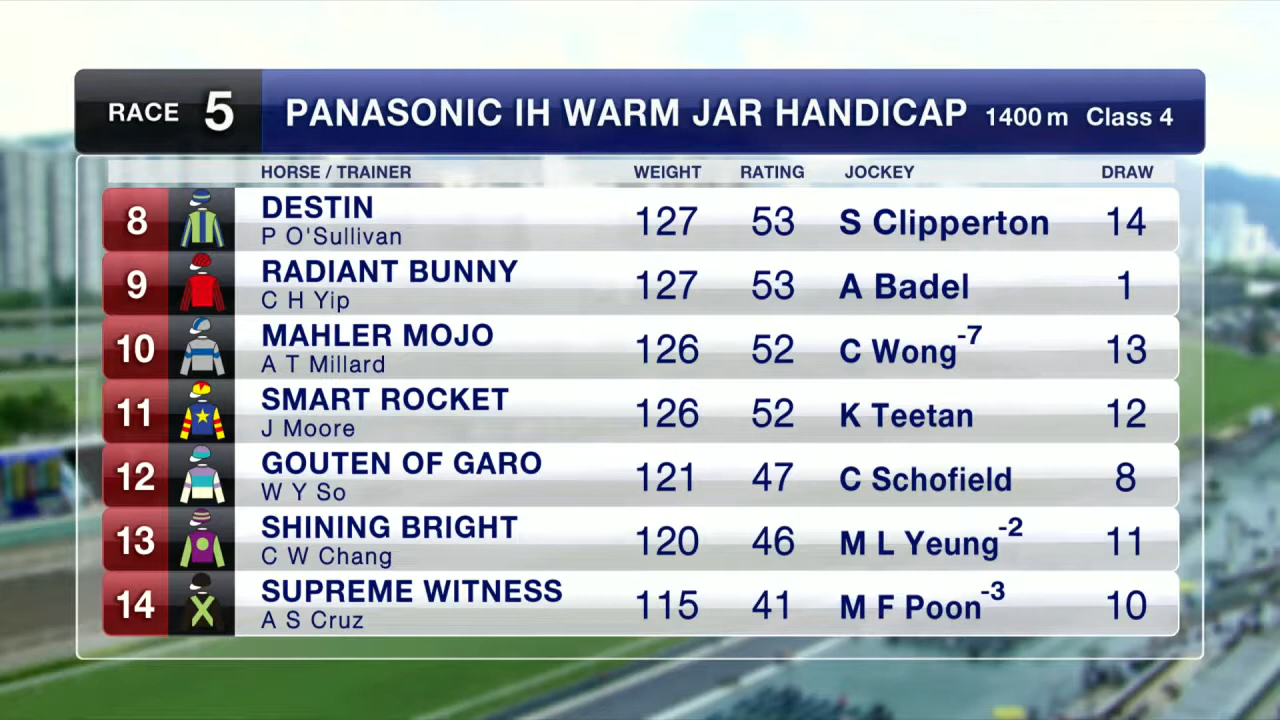 RACE 5 PANASONIC IH WARM JAR HANDICAP 1400m Class 4
HORSE / TRAINER WEIGHT RATING JOCKEY DRAW
8 DESTIN 127 53 S Clipperton 14
P O'Sullivan
9 RADIANT BUNNY 127 53 A Badel 1
C H Yip
10 MAHLER MOJO 126 52 C Wong-7 13
A T Millard
11 SMART ROCKET 126 52 K Teetan 12
J Moore
12 GOUTEN OF GARO 121 47 C Schofield 8
W Y So
13 SHINING BRIGHT 120 46 M L Yeung-2 11
C W Chang
14 SUPREME WITNESS 115 41 M F Poon-3 10
A S Cruz